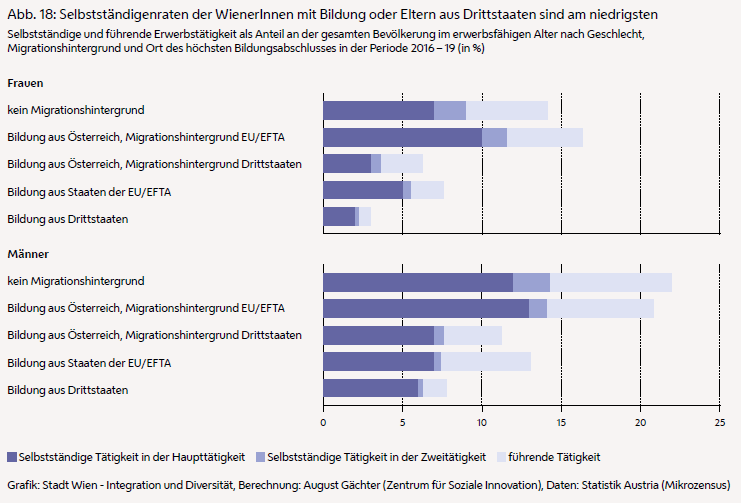 Abb. 18: Selbstständigenraten der WienerInnen mit Bildung oder Eltern aus Drittstaaten sind am niedrigsten
Selbstständige und führende Erwerbstätigkeit als Anteil an der gesamten Bevölkerung im erwerbsfähigen Alter nach Geschlecht,
Migrationshintergrund und Ort des höchsten Bildungsabschlusses in der Periode 2016 – 19 (in %)
Frauen
kein Migrationshintergrund
Bildung aus Österreich, Migrationshintergrund EU/EFTA
Bildung aus Österreich, Migrationshintergrund Drittstaaten
Bildung aus Staaten der EU/EFTA
Bildung aus Drittstaaten
Männer
kein Migrationshintergrund
Bildung aus Österreich, Migrationshintergrund EU/EFTA
Bildung aus Österreich, Migrationshintergrund Drittstaaten
Bildung aus Staaten der EU/EFTA
Bildung aus Drittstaaten
0 5 10 15 20 25
Selbstständige Tätigkeit in der Haupttätigkeit Selbstständige Tätigkeit in der Zweitätigkeit führende Tätigkeit
Grafik: Stadt Wien - Integration und Diversität, Berechnung: August Gächter (Zentrum für Soziale Innovation), Daten: Statistik Austria (Mikrozensus)